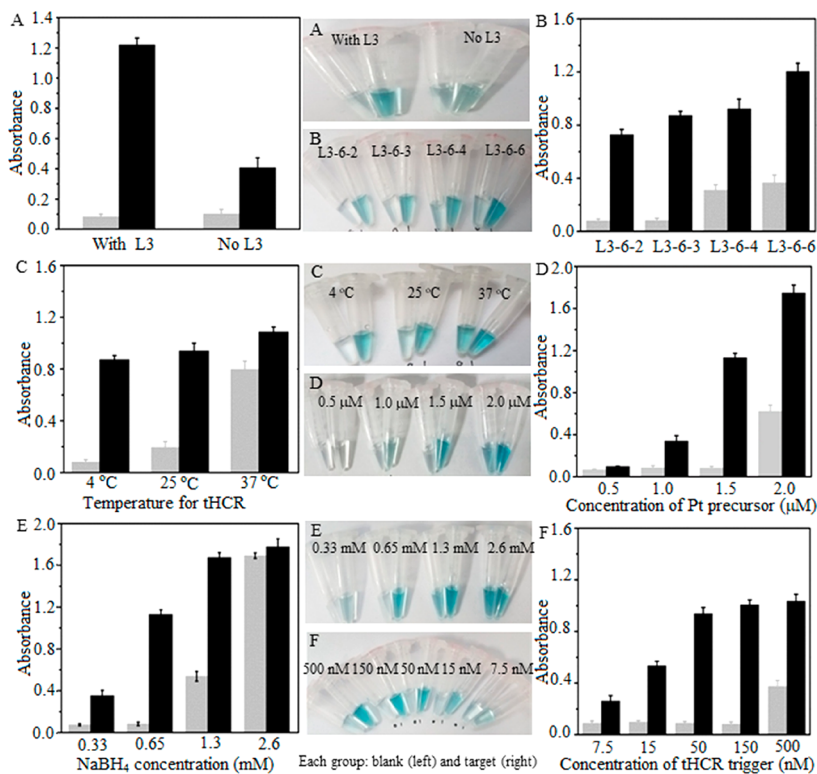 A
1.4
1.2
1.0
0.8
0.6
0.4
0.2
0.0
Absorbance
With L3
No L3
A
With L3
No L3
B
L3-6-2
L3-6-3
L3-6-4
L3-6-6
B
1.6
1.2
0.8
0.4
0.0
Absorbance
L3-6-2
L3-6-3
L3-6-4
L3-6-6
C
1.6
1.2
0.8
0.4
0.0
Absorbance
4 °C
25 °C
37 °C
Temperature for tHCR
C
4 °C
25 °C
37 °C
D
0.5 µM
1.0 µM
1.5 µM
2.0 µM
D
2.0
1.6
1.2
0.8
0.4
0.0
Absorbance
0.5
1.0
1.5
2.0
Concentration of Pt precursor (µM)
E
2.0
1.6
1.2
0.8
0.4
0.0
Absorbance
0.33
0.65
1.3
2.6
NaBH₄ concentration (mM)
E
0.33 mM
0.65 mM
1.3 mM
2.6 mM
F
500 nM
150 nM
50 nM
15 nM
7.5 nM
Each group: blank (left) and target (right)
F
1.6
1.2
0.8
0.4
0.0
Absorbance
7.5
15
50
150
500
Concentration of tHCR trigger (nM)